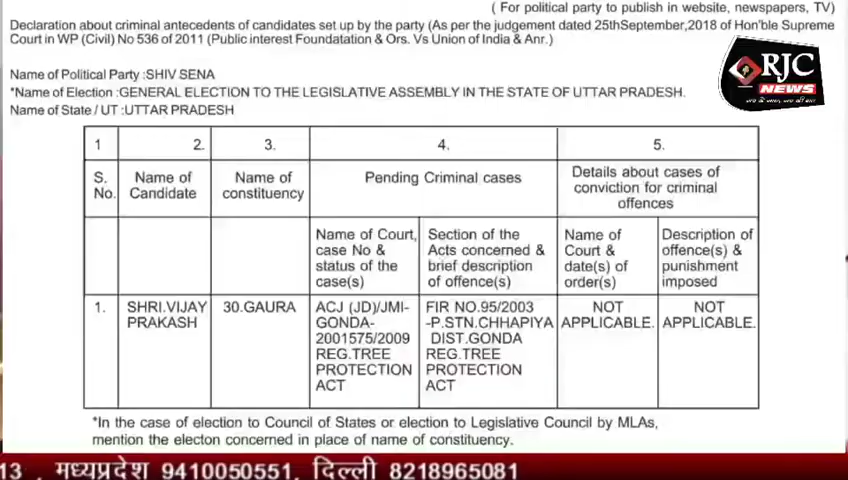 ( For political party to publish in website, newspapers, TV)
Declaration about criminal antecedents of candidates set up by the party (As per the judgement dated 25thSeptember,2018 of Hon'ble Supreme
Court in WP (Civil) No 536 of 2011 (Public interest Foundatation & Ors. Vs Union of India & Anr.)
RJC
NEWS
Name of Political Party :SHIV SENA
*Name of Election :GENERAL ELECTION TO THE LEGISLATIVE ASSEMBLY IN THE STATE OF UTTAR PRADESH.
Name of State / UT :UTTAR PRADESH
1 2. 3. 4. 5.
S. No. Name of Candidate Name of constituency Pending Criminal cases Details about cases of conviction for criminal offences
Name of Court, Section of the Name of Description of
case No & Acts concerned & Court & offence(s) &
status of the brief description date(s) of punishment
case(s) of offence(s) order(s) imposed
1. SHRI.VIJAY 30.GAURA ACJ (JD)/JMI- FIR NO.95/2003 NOT NOT
PRAKASH GONDA- -P.STN.CHHAPIYA APPLICABLE. APPLICABLE.
2001575/2009 DIST.GONDA
REG.TREE REG.TREE
PROTECTION PROTECTION
ACT ACT
*In the case of election to Council of States or election to Legislative Council by MLAs,
mention the electon concerned in place of name of constituency.
13 , मध्यप्रदेश 9410050551, दिल्ली 8218965081